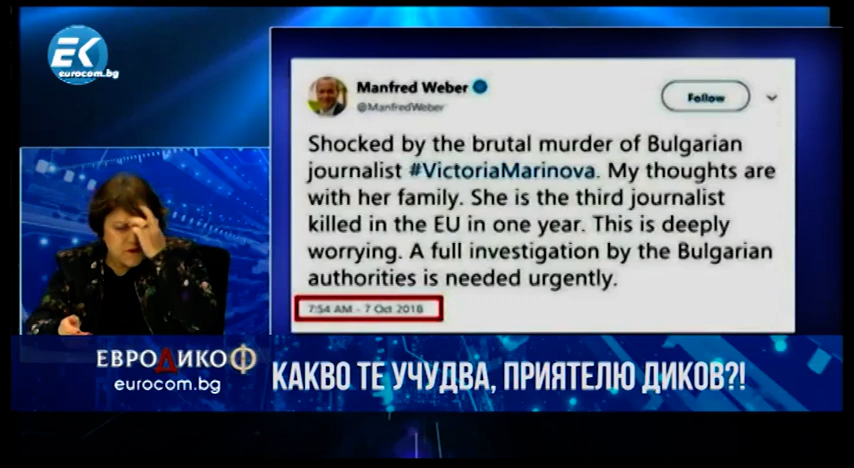 EK
eurocom.bg
Manfred Weber
@ManfredWeber
Follow
Shocked by the brutal murder of Bulgarian
journalist #VictoriaMarinova. My thoughts are
with her family. She is the third journalist
killed in the EU in one year. This is deeply
worrying. A full investigation by the Bulgarian
authorities is needed urgently.
7:54 AM - 7 Oct 2018
ЕВРОДИКОФ
eurocom.bg
КАКВО ТЕ УЧУДВА, ПРИЯТЕЛЮ ДИКОВ?!